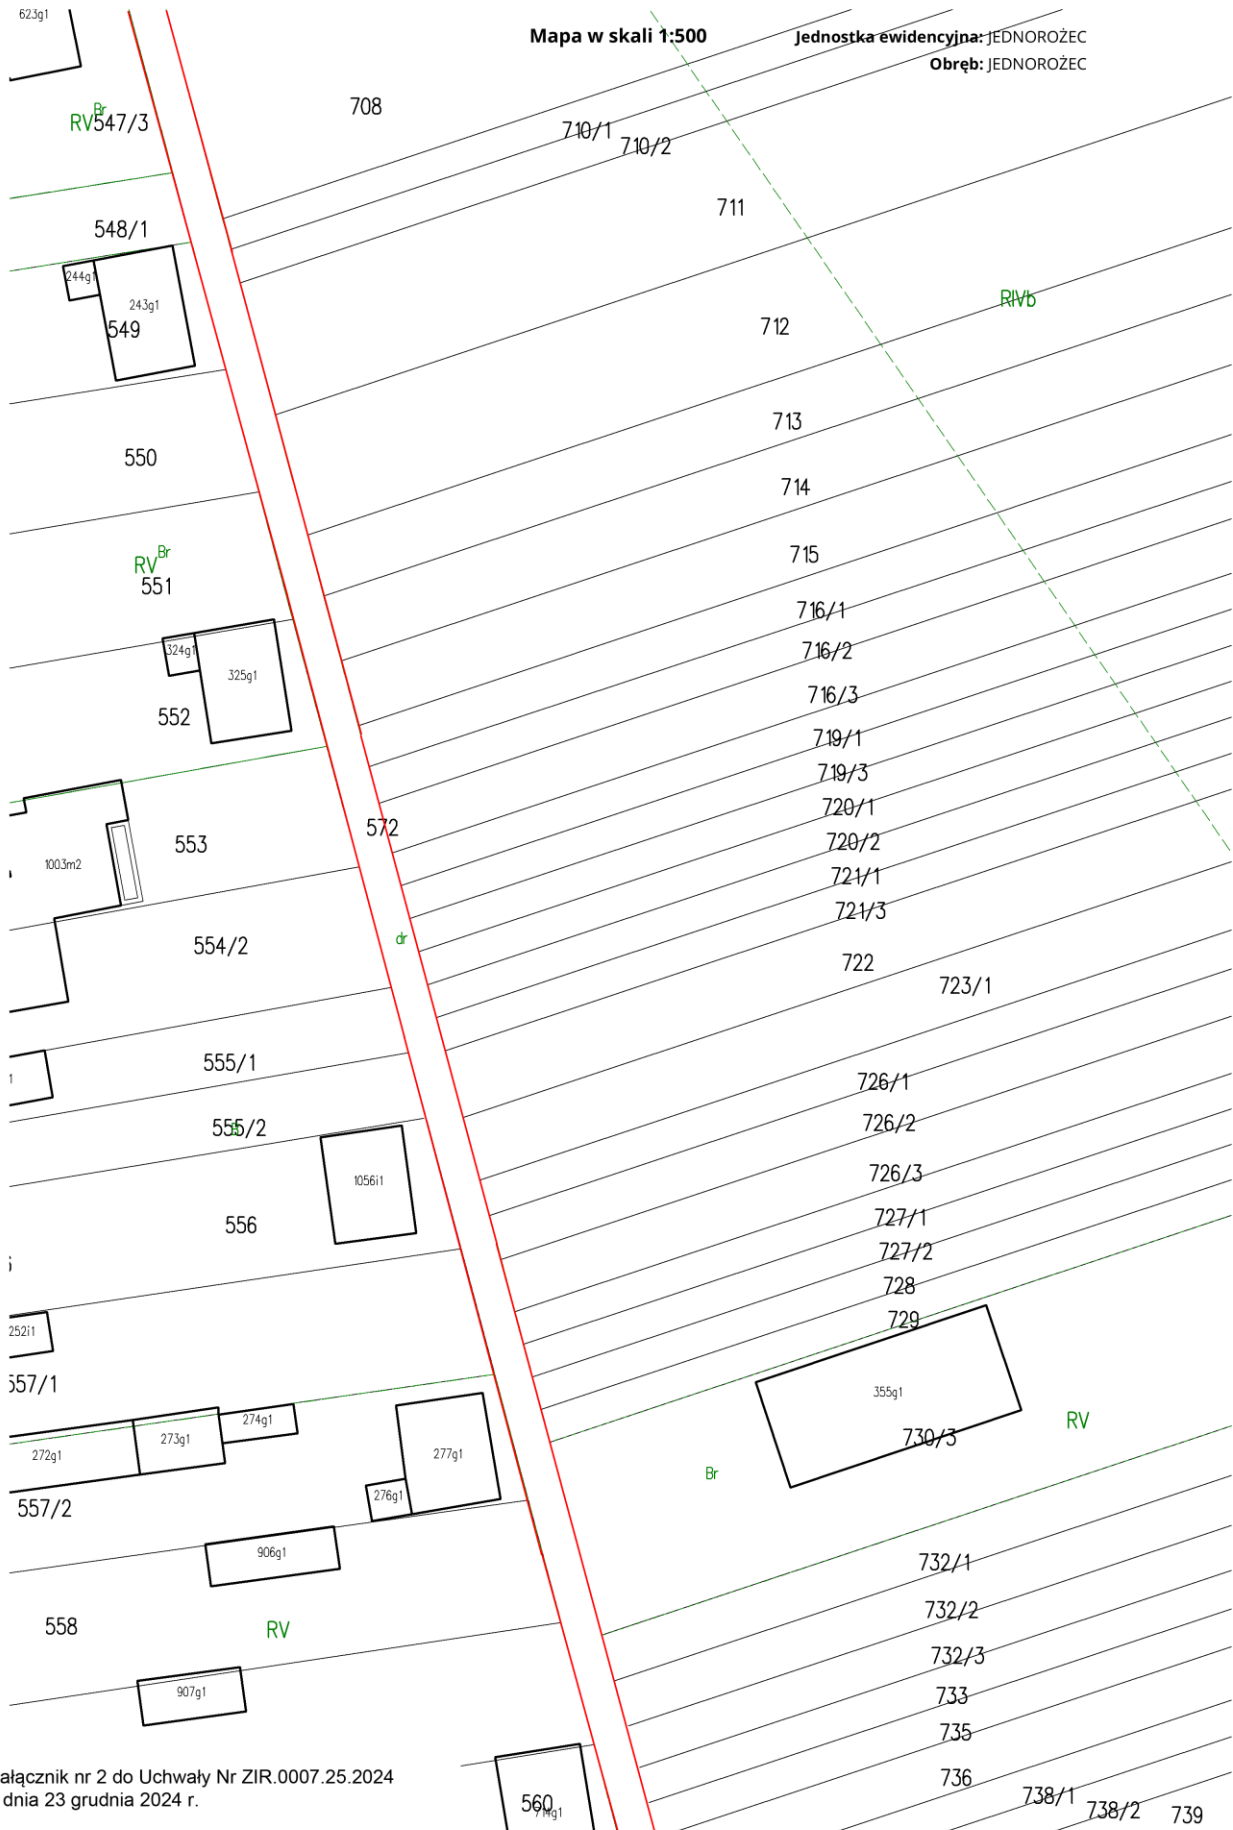 623g1
Mapa w skali 1:500
Jednostka ewidencyjna: JEDNOROŻEC
Obręb: JEDNOROŻEC
708
Br
RV 547/3
710/1
710/2
711
548/1
244g1
243g1
549
RIVb
712
713
550
714
Br
RV
551
715
716/1
324g1
325g1
716/2
552
716/3
719/1
719/3
720/1
572
553
720/2
1003m2
721/1
721/3
dr
554/2
722
723/1
555/1
726/1
555/2
726/2
1056i1
726/3
556
727/1
727/2
728
729
252i1
557/1
355g1
274g1
RV
273g1
730/3
272g1
277g1
Br
276g1
557/2
906g1
732/1
732/2
558
RV
732/3
907g1
733
735
736
ałącznik nr 2 do Uchwały Nr ZIR.0007.25.2024
dnia 23 grudnia 2024 r.
560
738/1
738/2
739